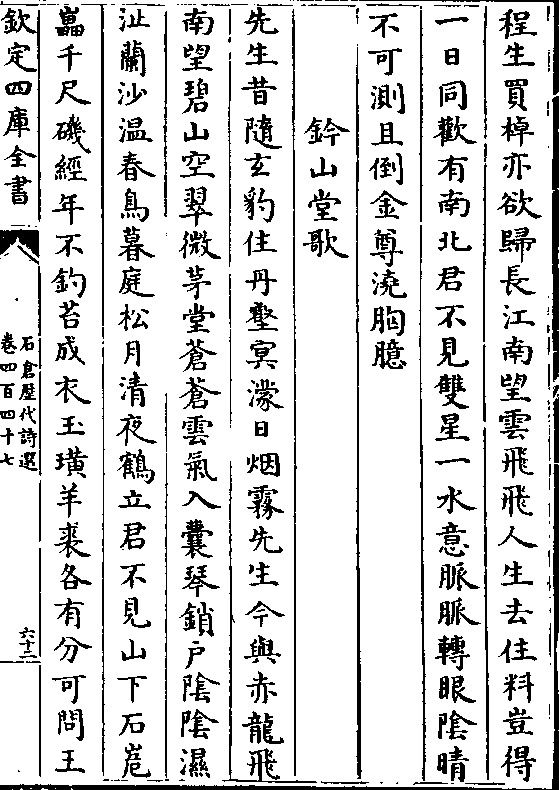 程生買棹亦欲歸長江南望雲飛飛人生去住料豈得
一日同歡有南北君不見雙星一水意脈脈轉眼陰晴
不可測且倒金尊澆胸臆
鈐山堂歌
先生昔隨玄豹住丹壑冥濛日烟霧先生今與赤龍飛
南望碧山空翠微茅堂蒼蒼雲氣入囊琴鎖户陰陰濕
沚蘭沙温春鳥暮庭松月清夜鶴立君不見山下石嵬
嵓千尺磯經年不釣苔成衣玉璜羊裘各有分可問王
欽定四庫全書
石倉歷代詩選
卷四百四十七
六十二